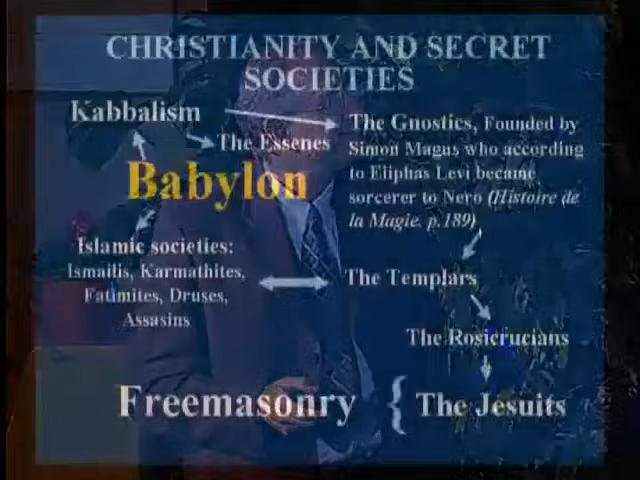 CHRISTIANITY AND SECRET
SOCIETIES
Kabbalism
The Essenes
Babylon
The Gnostics, Founded by
Simon Magus who according
to Eliphas Levi became
sorcerer to Nero (Histoire de
la Magie. p.189)
Islamic societies:
Ismailis, Karmathites,
Fatimites, Druses,
Assasins
The Templars
The Rosicrucians
Freemasonry { The Jesuits